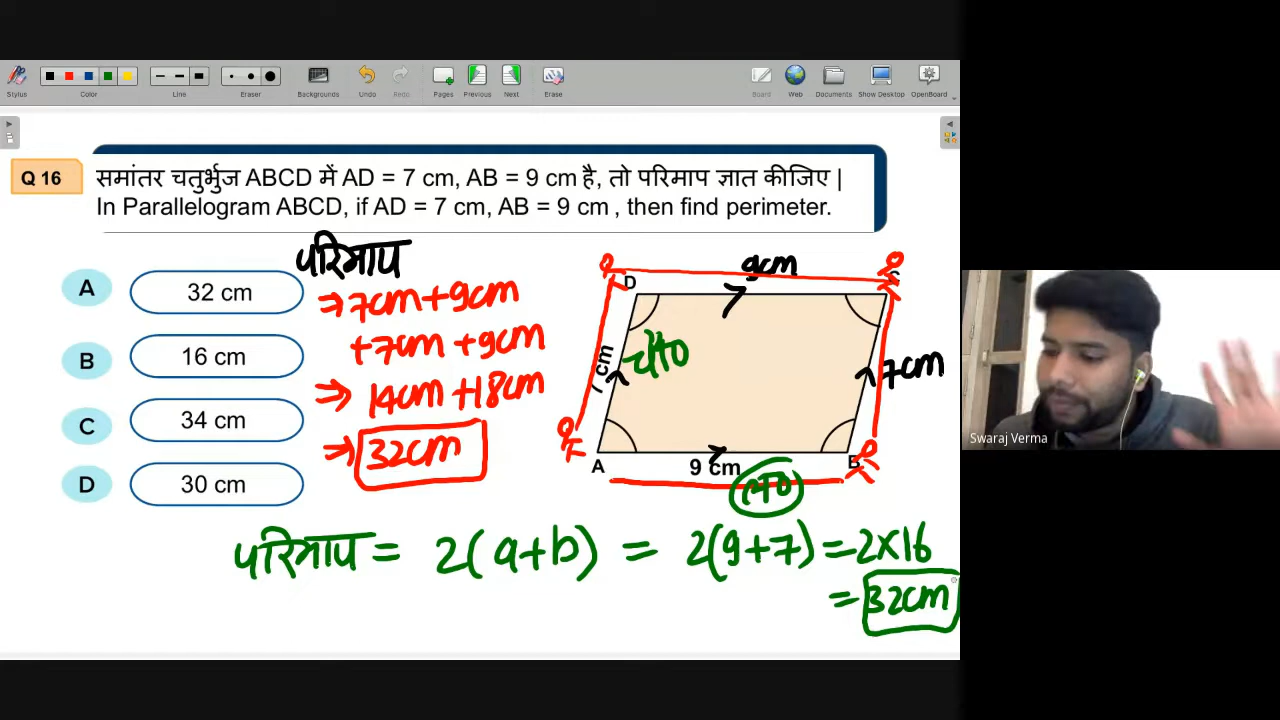 Stylus
Color
Line
Eraser
Backgrounds
Undo
Redo
Pages
Previous
Next
Erase
Board
Web
Documents
Show Desktop
OpenBoard
Q 16
समांतर चतुर्भुज ABCD में AD = 7 cm, AB = 9 cm है, तो परिमाप ज्ञात कीजिए |
In Parallelogram ABCD, if AD = 7 cm, AB = 9 cm , then find perimeter.
A 32 cm
B 16 cm
C 34 cm
D 30 cm
परिमाप
⇒ 7cm + 9cm
+ 7cm + 9cm
⇒ 14cm + 18cm
⇒ 32cm
9cm
D
C
7 cm
7cm
A
9 cm
B
परिमाप = 2(a+b) = 2(9+7) = 2×16
= 32cm
Swaraj Verma